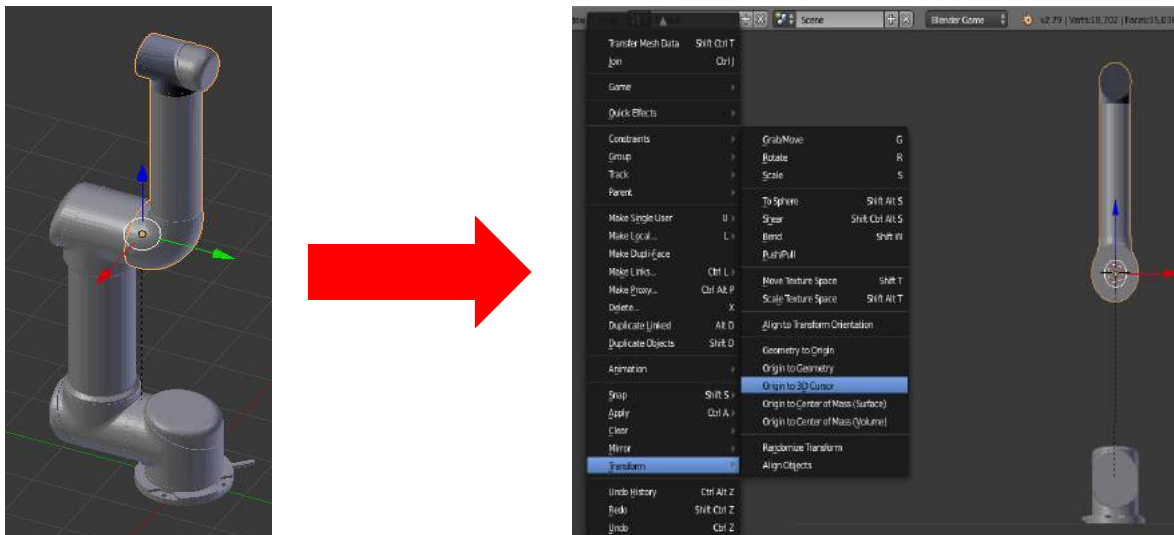 Scene
Blender Game
v2.79 | Verts:18,702 | Faces:35,03
Transfer Mesh Data Shift Ctrl T
Join Ctrl J
Game
Quick Effects
Constraints
Group
Track
Parent
Make Single User U
Make Local... L
Make Dupli-Face
Make Links... Ctrl L
Make Proxy... Ctrl Alt P
Delete... X
Duplicate Linked Alt D
Duplicate Objects Shift D
Animation
Snap Shift S
Apply Ctrl A
Clear
Mirror
Transform
Undo History Ctrl Alt Z
Redo Shift Ctrl Z
Undo Ctrl Z
Grab/Move G
Rotate R
Scale S
To Sphere Shift Alt S
Shear Shift Ctrl Alt S
Bend Shift W
Push/Pull
Move Texture Space Shift T
Scale Texture Space Shift Alt T
Align to Transform Orientation
Geometry to Origin
Origin to Geometry
Origin to 3D Cursor
Origin to Center of Mass (Surface)
Origin to Center of Mass (Volume)
Randomize Transform
Align Objects